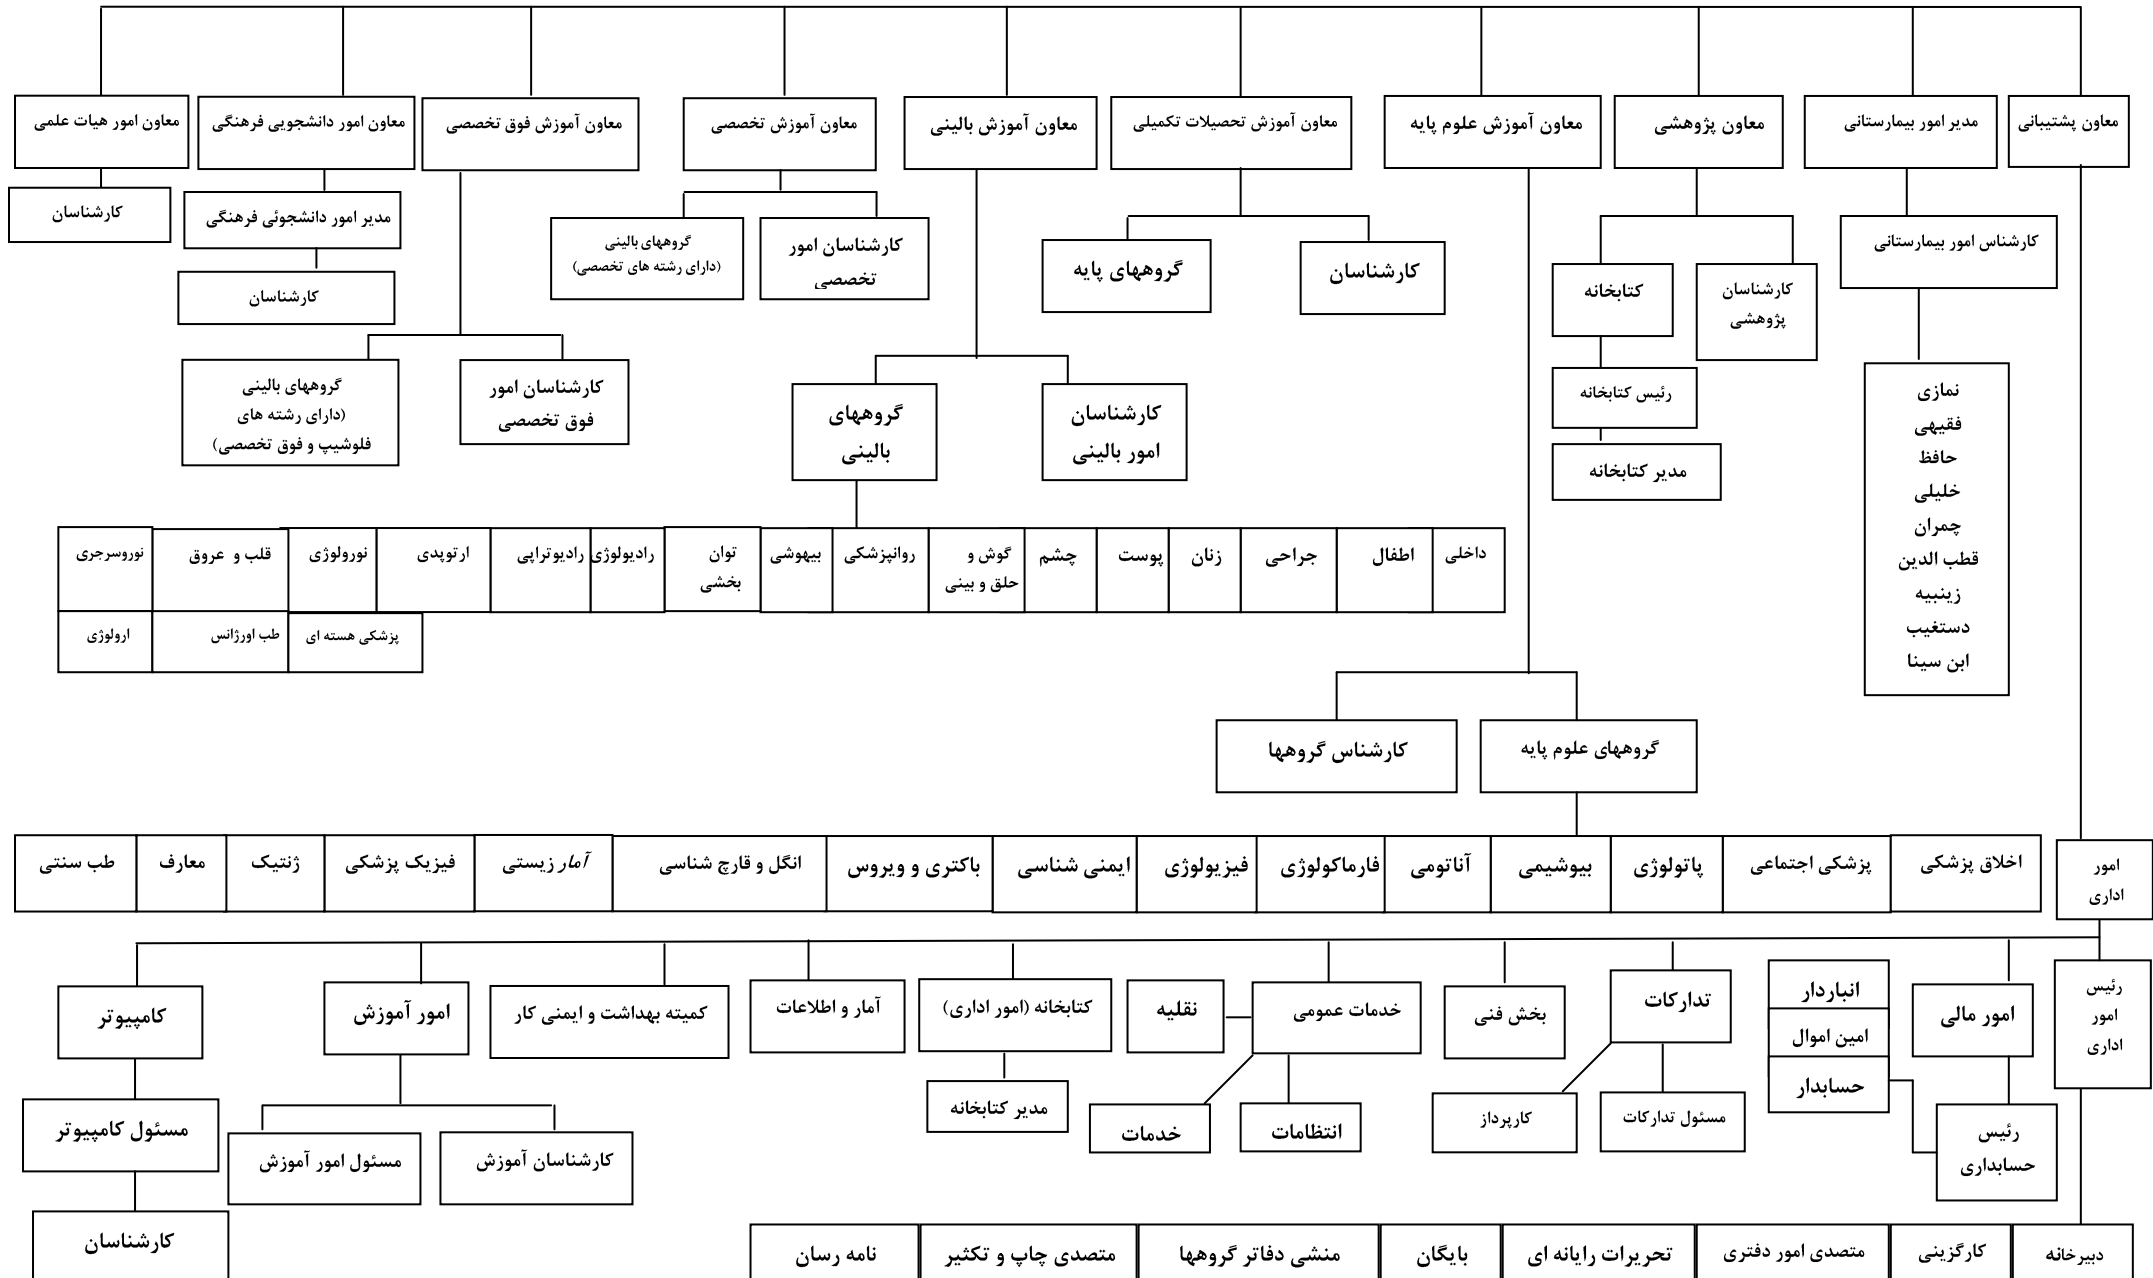 معاون پشتیبانی
مدیر امور بیمارستانی
معاون پژوهشی
معاون آموزش علوم پایه
معاون آموزش تحصیلات تکمیلی
معاون آموزش بالینی
معاون آموزش تخصصی
معاون آموزش فوق تخصصی
معاون امور دانشجویی فرهنگی
معاون امور هیات علمی
کارشناس امور بیمارستانی
کارشناسان
پژوهشی
کتابخانه
کارشناسان
گروههای پایه
کارشناسان امور
تخصصی
گروههای بالینی
(دارای رشته های تخصصی)
مدیر امور دانشجوئی فرهنگی
کارشناسان
کارشناسان
رئیس کتابخانه
مدیر کتابخانه
کارشناسان
امور بالینی
گروههای
بالینی
کارشناسان امور
فوق تخصصی
گروههای بالینی
(دارای رشته های
فلوشیپ و فوق تخصصی)
نمازی
فقیهی
حافظ
خلیلی
چمران
قطب الدین
زینبیه
دستغیب
ابن سینا
داخلی
اطفال
جراحی
زنان
پوست
چشم
گوش و
حلق و بینی
روانپزشکی
بیهوشی
توان
بخشی
رادیولوژی
رادیوتراپی
ارتوپدی
نورولوژی
قلب و عروق
نوروسرجری
پزشکی هسته ای
طب اورژانس
ارولوژی
گروههای علوم پایه
کارشناس گروهها
امور
اداری
اخلاق پزشکی
پزشکی اجتماعی
پاتولوژی
بیوشیمی
آناتومی
فارماکولوژی
فیزیولوژی
ایمنی شناسی
باکتری و ویروس
انگل و قارچ شناسی
آمار زیستی
فیزیک پزشکی
ژنتیک
معارف
طب سنتی
رئیس
امور
اداری
امور مالی
انباردار
امین اموال
حسابدار
تدارکات
بخش فنی
خدمات عمومی
نقلیه
کتابخانه (امور اداری)
آمار و اطلاعات
کمیته بهداشت و ایمنی کار
امور آموزش
کامپیوتر
رئیس
حسابداری
مسئول تدارکات
کارپرداز
انتظامات
خدمات
مدیر کتابخانه
کارشناسان آموزش
مسئول امور آموزش
مسئول کامپیوتر
کارشناسان
دبیرخانه
کارگزینی
متصدی امور دفتری
تحریرات رایانه ای
بایگان
منشی دفاتر گروهها
متصدی چاپ و تکثیر
نامه رسان